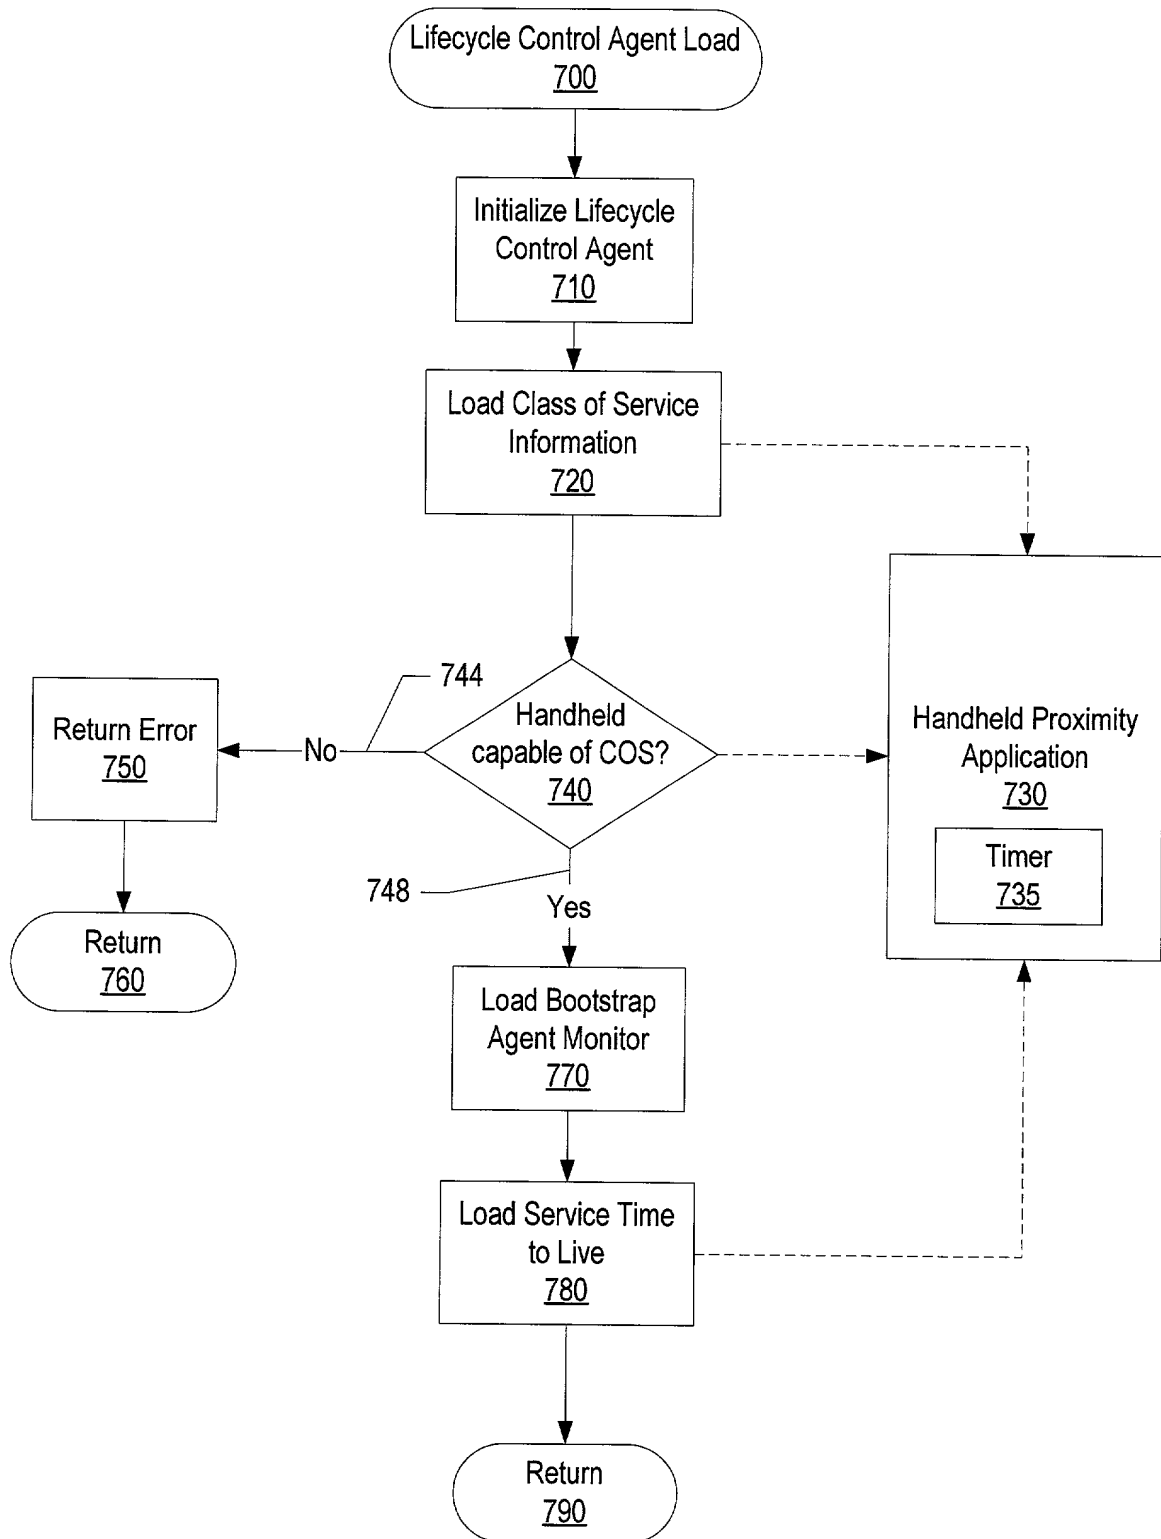 Lifecycle Control Agent Load
700
Initialize Lifecycle
Control Agent
710
Load Class of Service
Information
720
744
Handheld
capable of COS?
740
No
Return Error
750
Return
760
748
Yes
Handheld Proximity
Application
730
Timer
735
Load Bootstrap
Agent Monitor
770
Load Service Time
to Live
780
Return
790